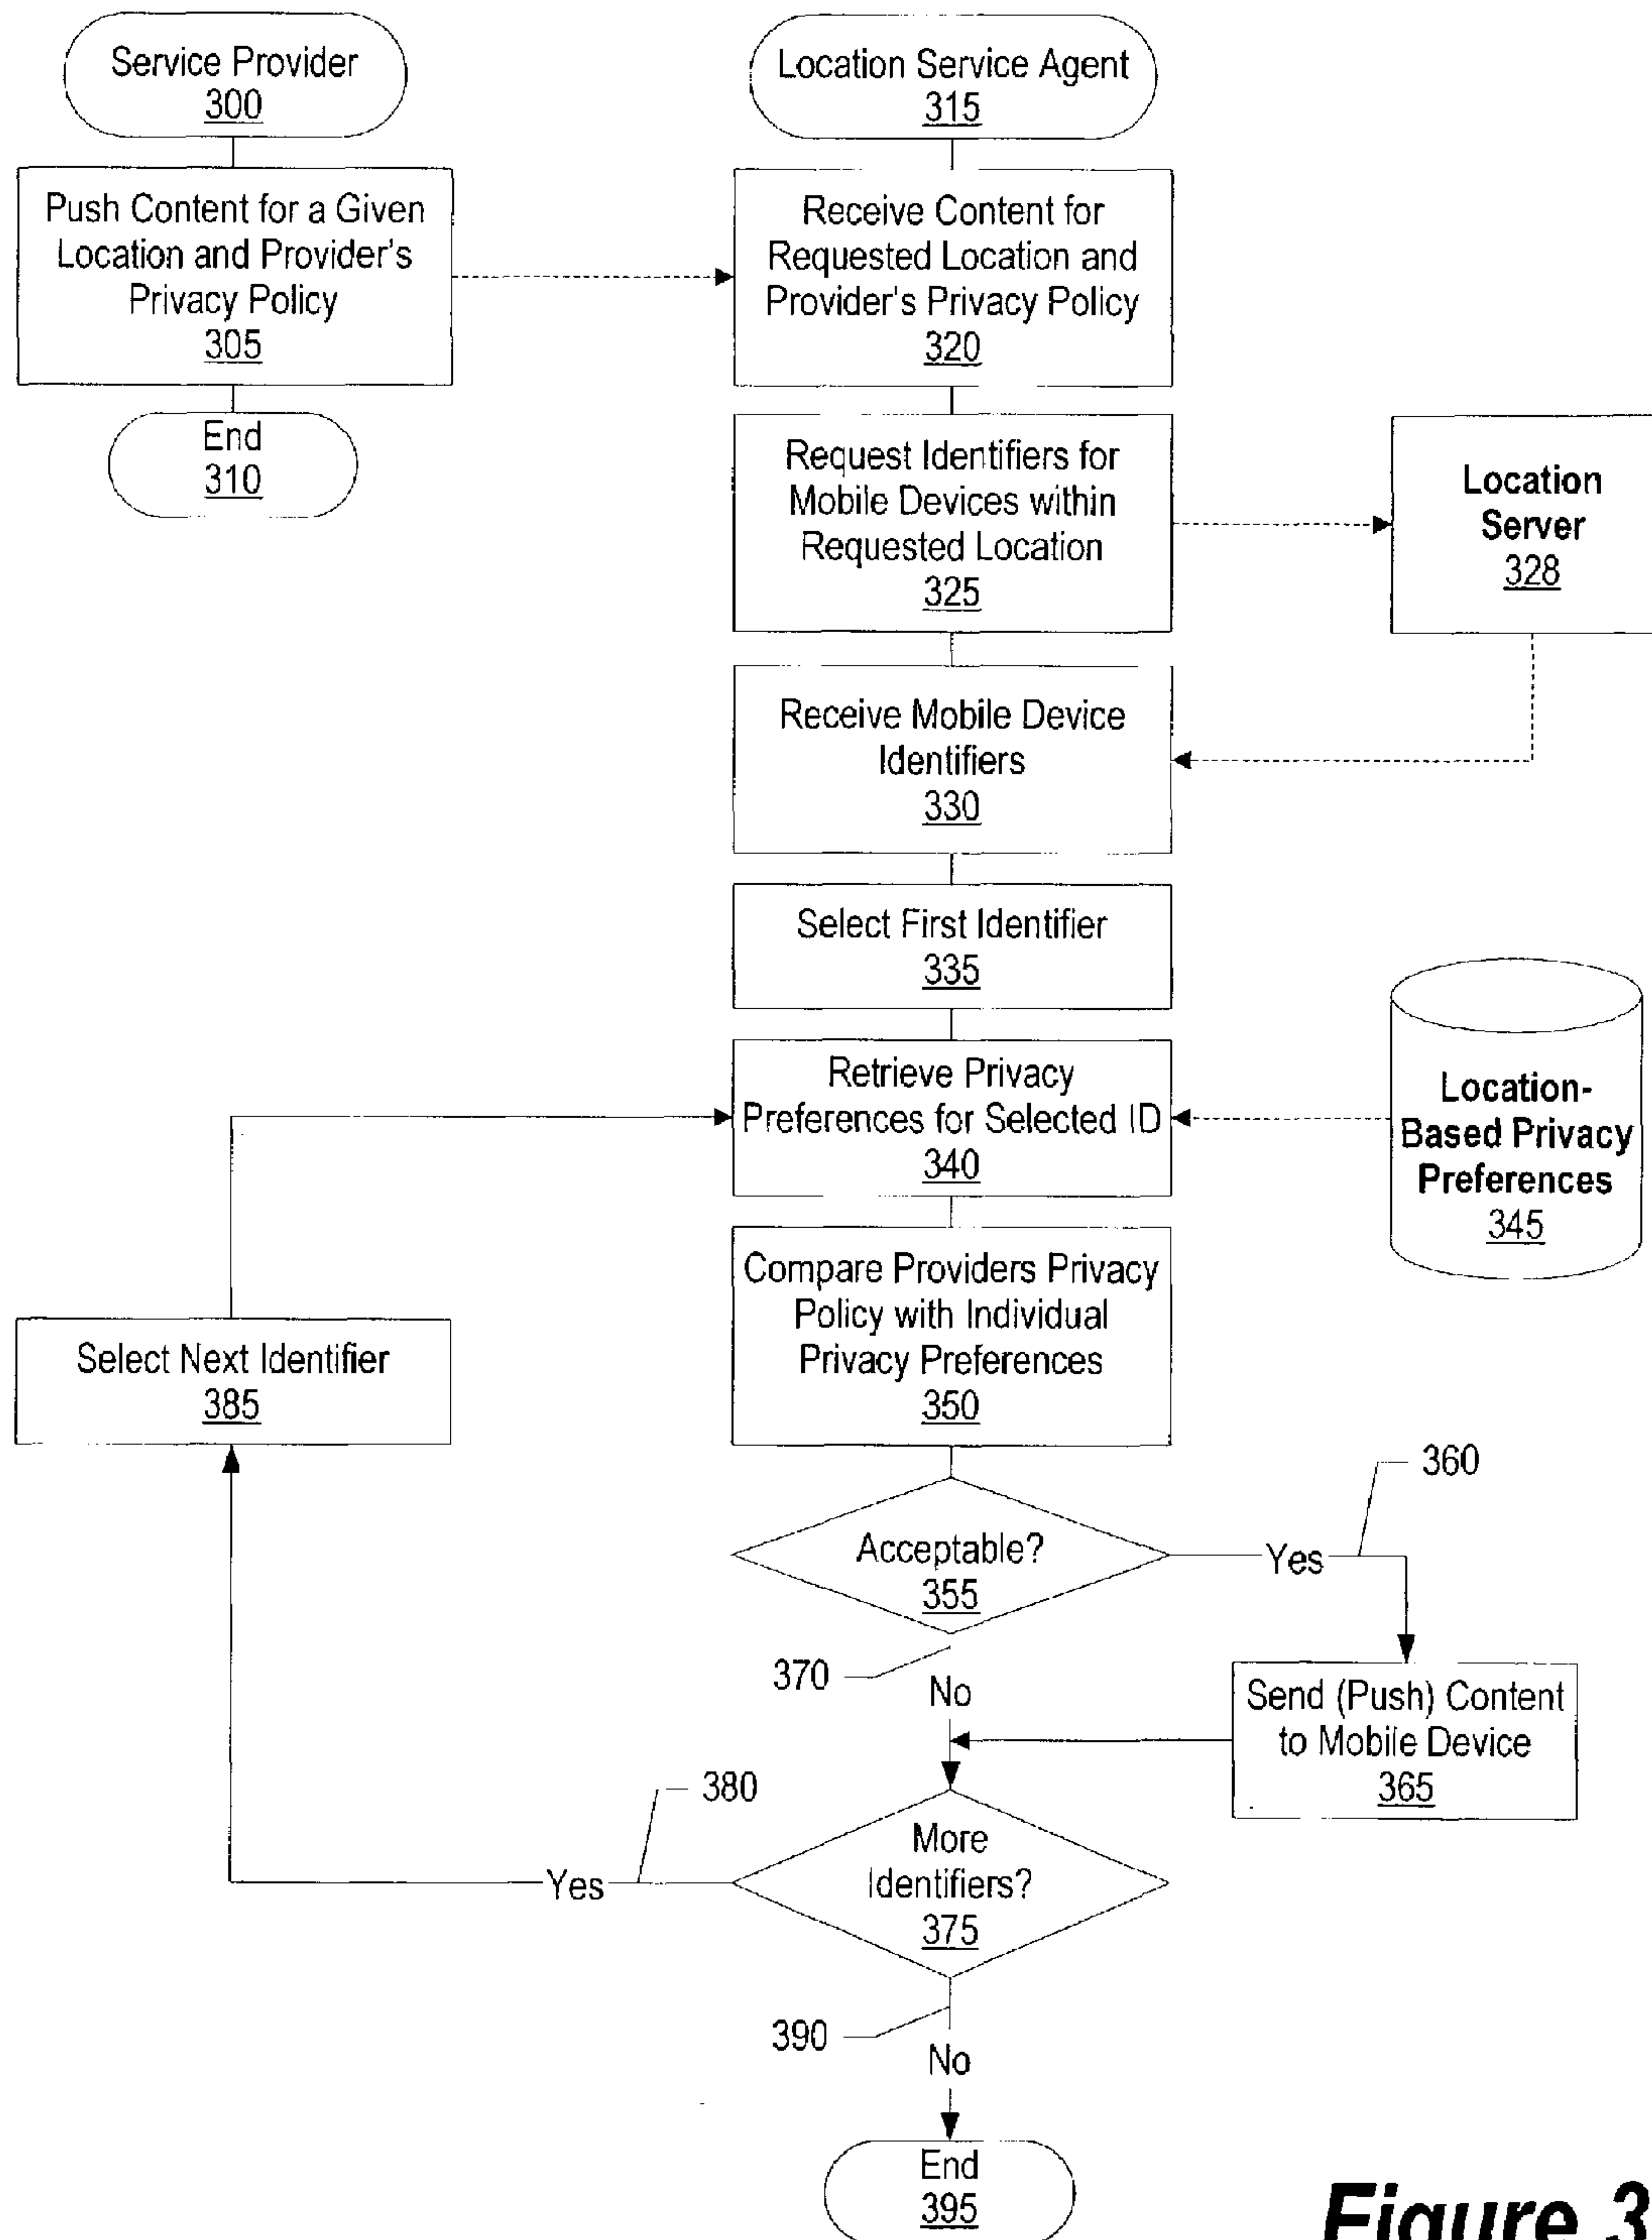 Service Provider
300
Location Service Agent
315
Push Content for a Given
Location and Provider's
Privacy Policy
305
Receive Content for
Requested Location and
Provider's Privacy Policy
320
End
310
Request Identifiers for
Mobile Devices within
Requested Location
325
Location
Server
328
Receive Mobile Device
Identifiers
330
Select First Identifier
335
Retrieve Privacy
Preferences for Selected ID
340
Location-
Based Privacy
Preferences
345
Compare Providers Privacy
Policy with Individual
Privacy Preferences
350
Select Next Identifier
385
360
Acceptable?
355
Yes
370
No
Send (Push) Content
to Mobile Device
365
380
More
Identifiers?
375
Yes
390
No
End
395
Figure 3